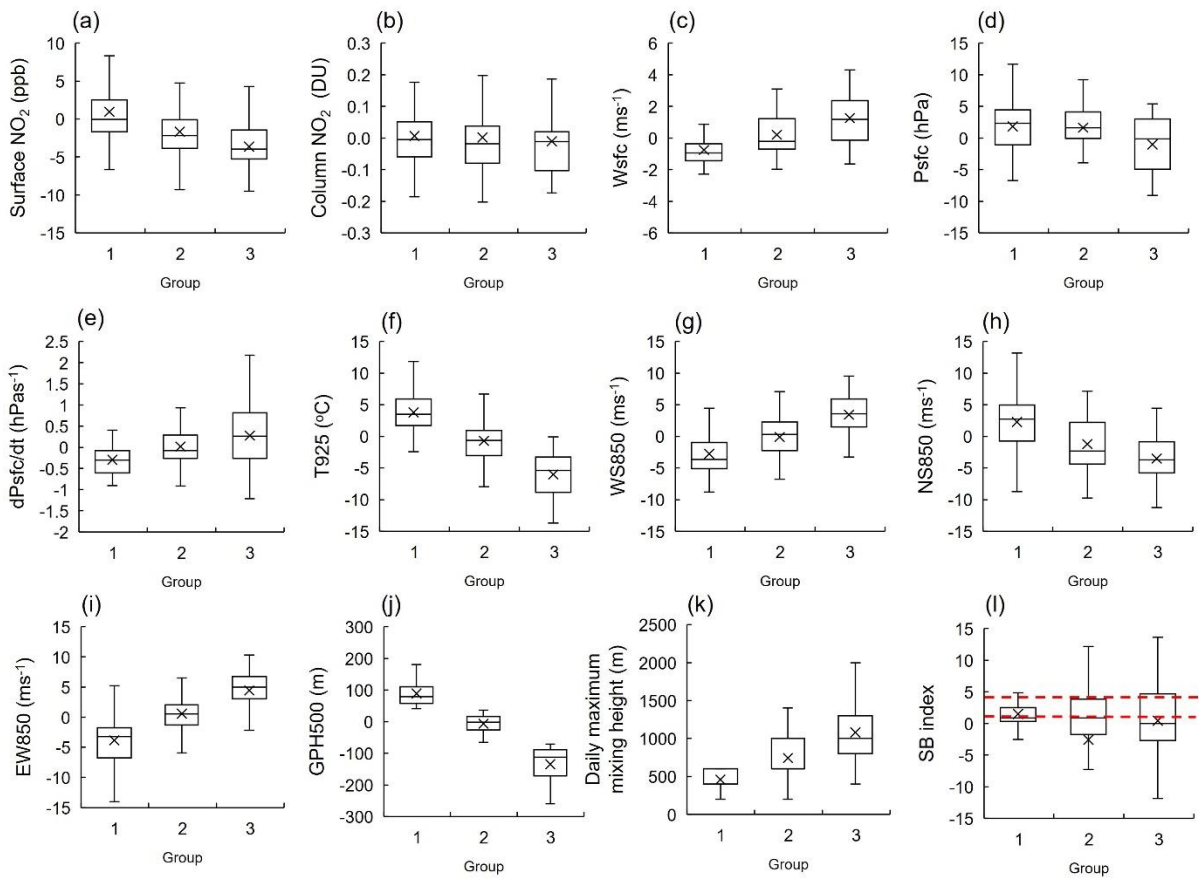 (a)
Surface NO₂ (ppb)
10
5
0
-5
-10
-15
1 2 3
Group
(b)
Column NO₂ (DU)
0.3
0.2
0.1
0.0
-0.1
-0.2
-0.3
1 2 3
Group
(c)
Wsfc (ms⁻¹)
6
4
2
0
-2
-4
-6
1 2 3
Group
(d)
Psfc (hPa)
15
10
5
0
-5
-10
-15
1 2 3
Group
(e)
dPsfc/dt (hPas⁻¹)
2.5
2
1.5
1
0.5
0
-0.5
-1
-1.5
-2
1 2 3
Group
(f)
T925 (°C)
15
10
5
0
-5
-10
-15
1 2 3
Group
(g)
WS850 (ms⁻¹)
15
10
5
0
-5
-10
-15
1 2 3
Group
(h)
NS850 (ms⁻¹)
15
10
5
0
-5
-10
-15
1 2 3
Group
(i)
EW850 (ms⁻¹)
15
10
5
0
-5
-10
-15
1 2 3
Group
(j)
GPH500 (m)
300
200
100
0
-100
-200
-300
1 2 3
Group
(k)
Daily maximum
mixing height (m)
2500
2000
1500
1000
500
0
1 2 3
Group
(l)
SB index
15
10
5
0
-5
-10
-15
1 2 3
Group